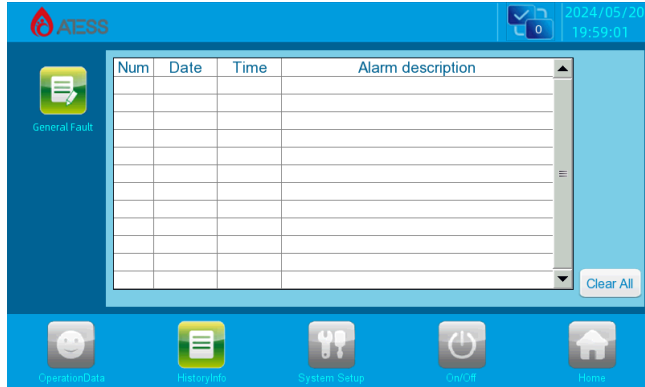 ATESS
0
2024/05/20
19:59:01
General Fault
Num Date Time Alarm description
Clear All
OperationData HistoryInfo System Setup On/Off Home